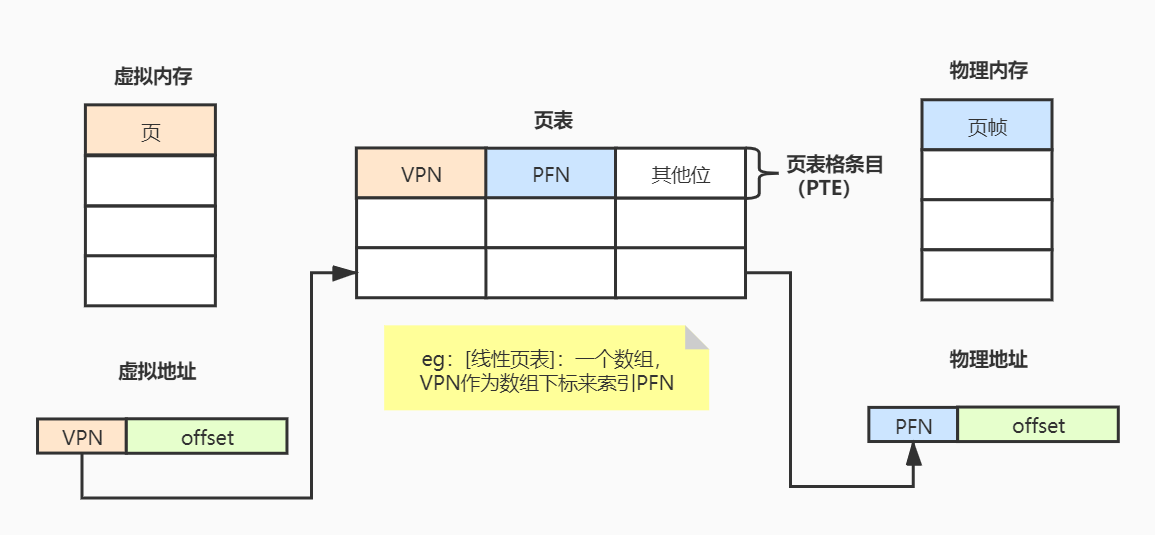 虚拟内存
页
虚拟地址
VPN offset
页表
VPN PFN 其他位
页表格条目
（PTE）
eg：[线性页表]：一个数组，
VPN作为数组下标来索引PFN
物理内存
页帧
物理地址
PFN offset